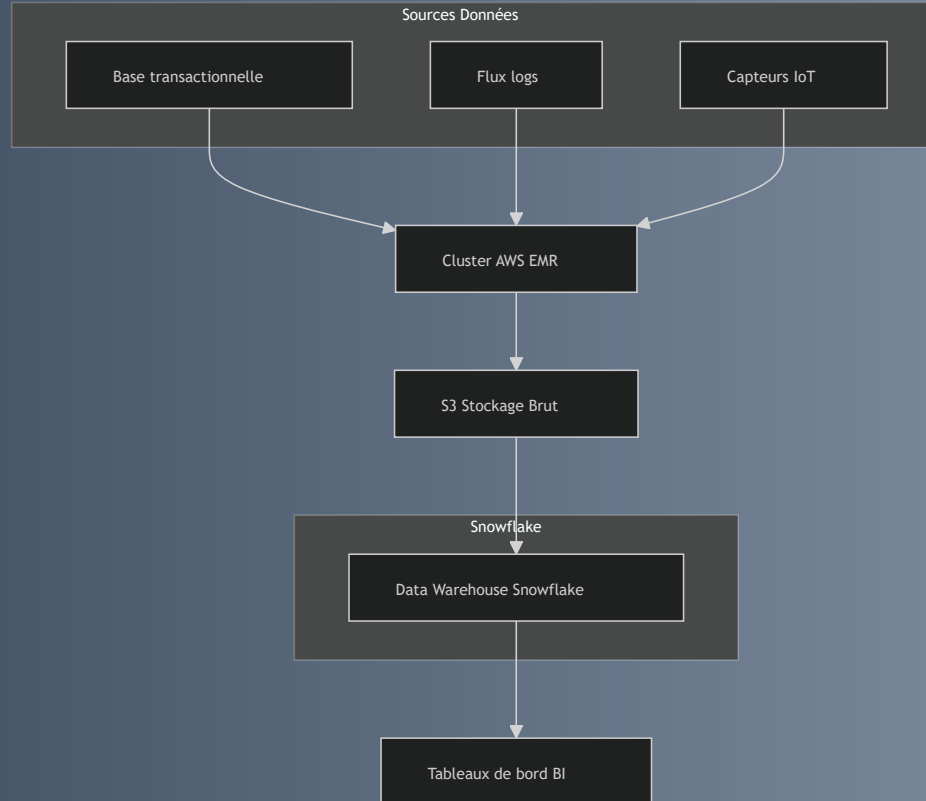 Sources Données
Base transactionnelle
Flux logs
Capteurs IoT
Cluster AWS EMR
S3 Stockage Brut
Snowflake
Data Warehouse Snowflake
Tableaux de bord BI